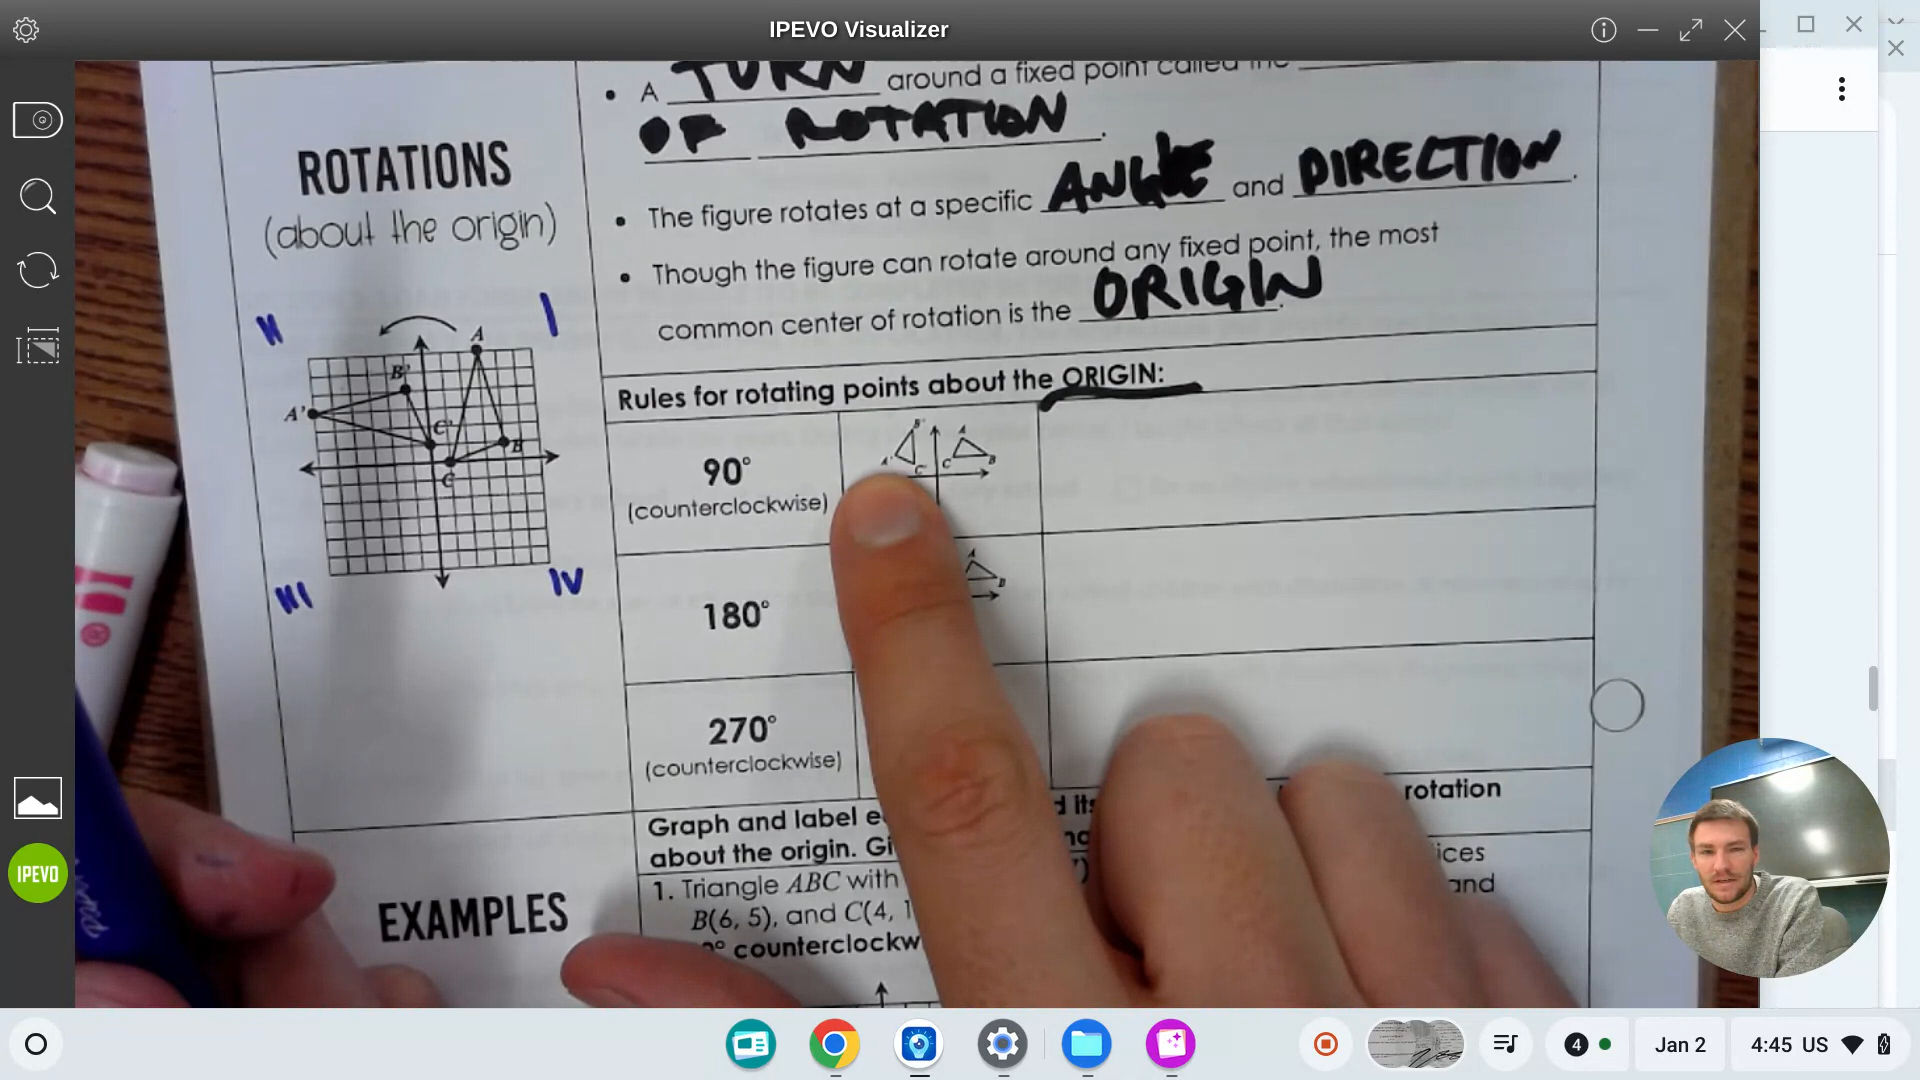 IPEVO Visualizer
• A TURN around a fixed point called the
OF ROTATION.
ROTATIONS
(about the origin)
• The figure rotates at a specific ANGLE and DIRECTION.
• Though the figure can rotate around any fixed point, the most
common center of rotation is the ORIGIN.
II
I
A
B'
A'
C'
B
C
III
IV
Rules for rotating points about the ORIGIN:
90°
(counterclockwise)
B'
A
A'
C'
C
B
180°
A
B
270°
(counterclockwise)
Graph and label e
d its
rotation
about the origin. Gi
ices
1. Triangle ABC with
and
B(6, 5), and C(4, 1
° counterclockw
EXAMPLES
IPEVO
4
Jan 2
4:45 US